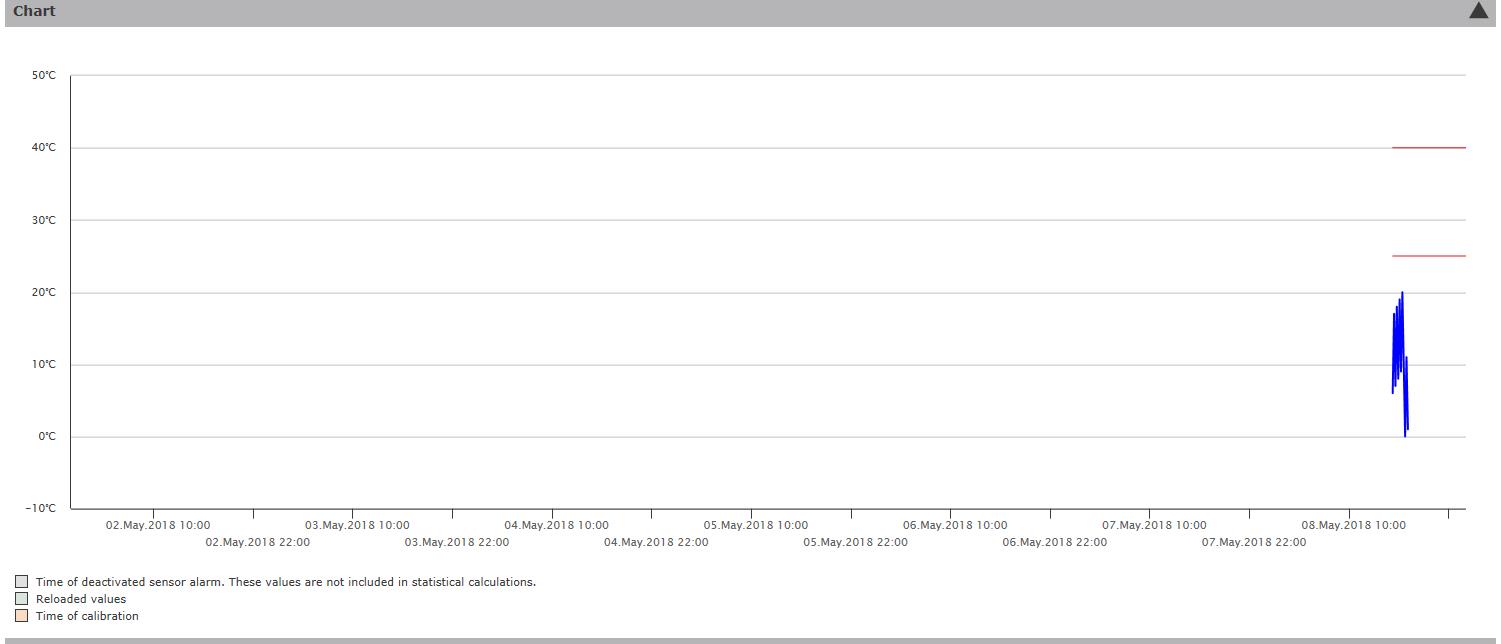 Chart
50°C
40°C
30°C
20°C
10°C
0°C
-10°C
02.May.2018 10:00
03.May.2018 10:00
04.May.2018 10:00
05.May.2018 10:00
06.May.2018 10:00
07.May.2018 10:00
08.May.2018 10:00
02.May.2018 22:00
03.May.2018 22:00
04.May.2018 22:00
05.May.2018 22:00
06.May.2018 22:00
07.May.2018 22:00
Time of deactivated sensor alarm. These values are not included in statistical calculations.
Reloaded values
Time of calibration